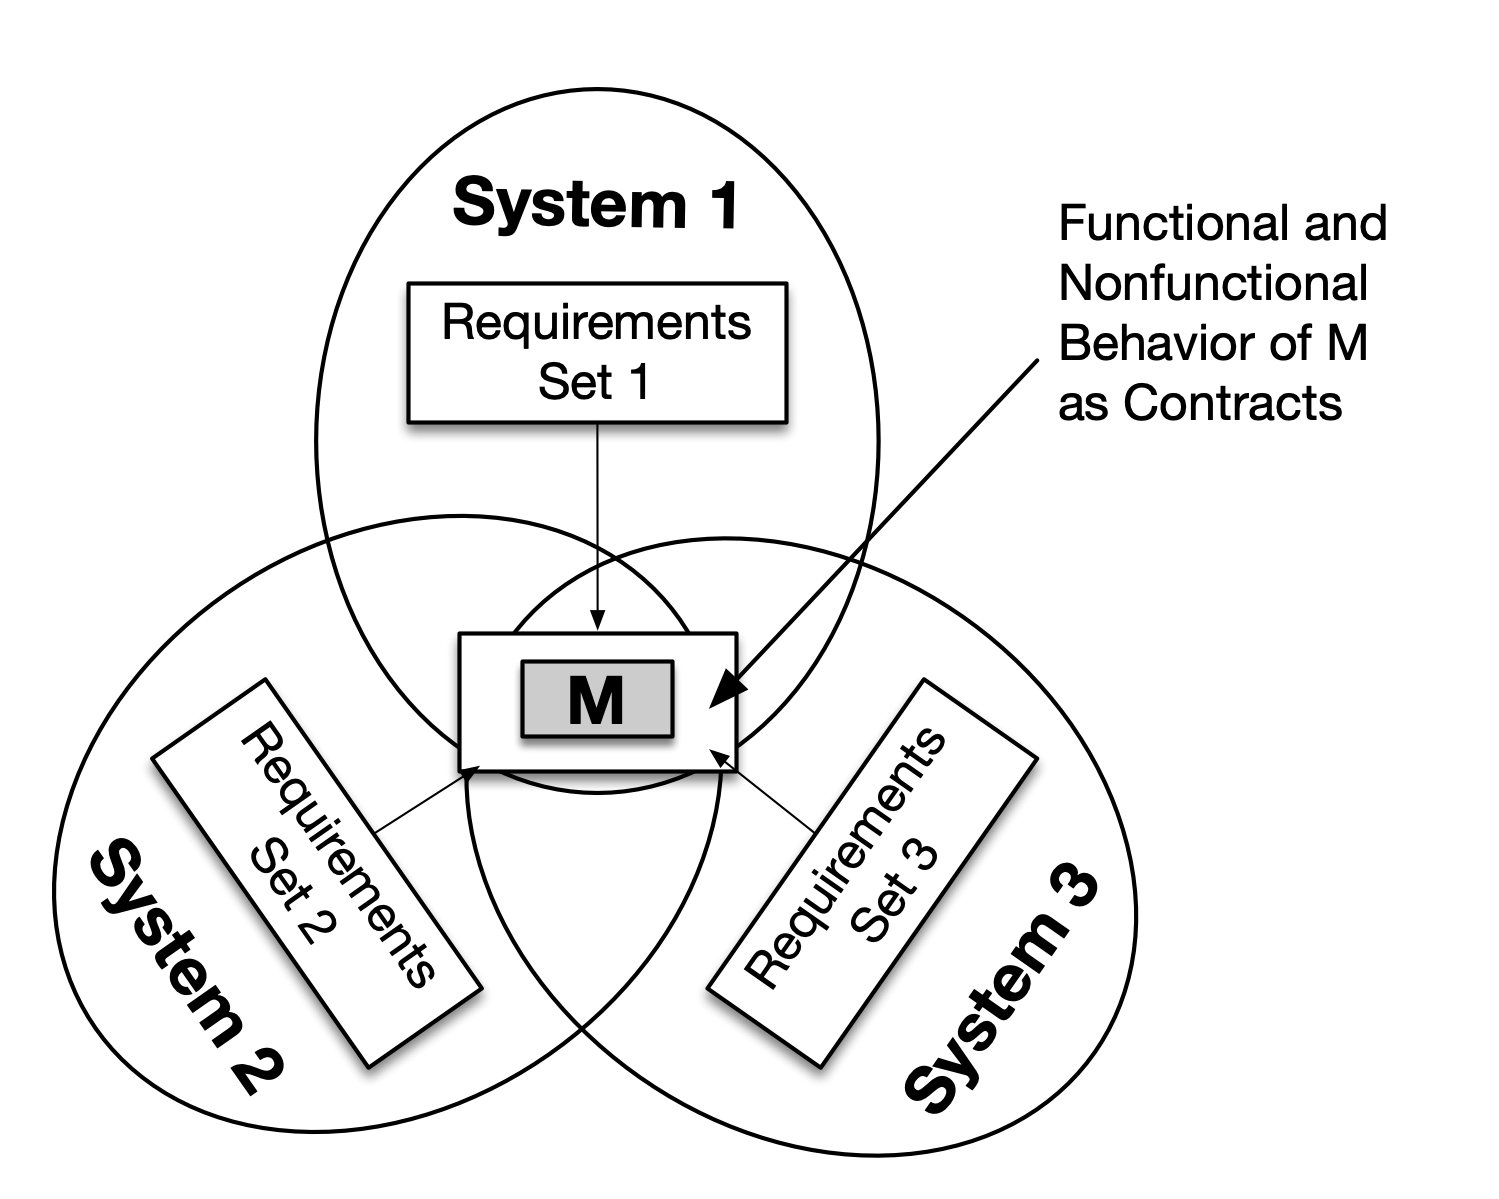 System 1
Requirements
Set 1
Functional and
Nonfunctional
Behavior of M
as Contracts
M
Requirements
Set 2
System 2
Requirements
Set 3
System 3